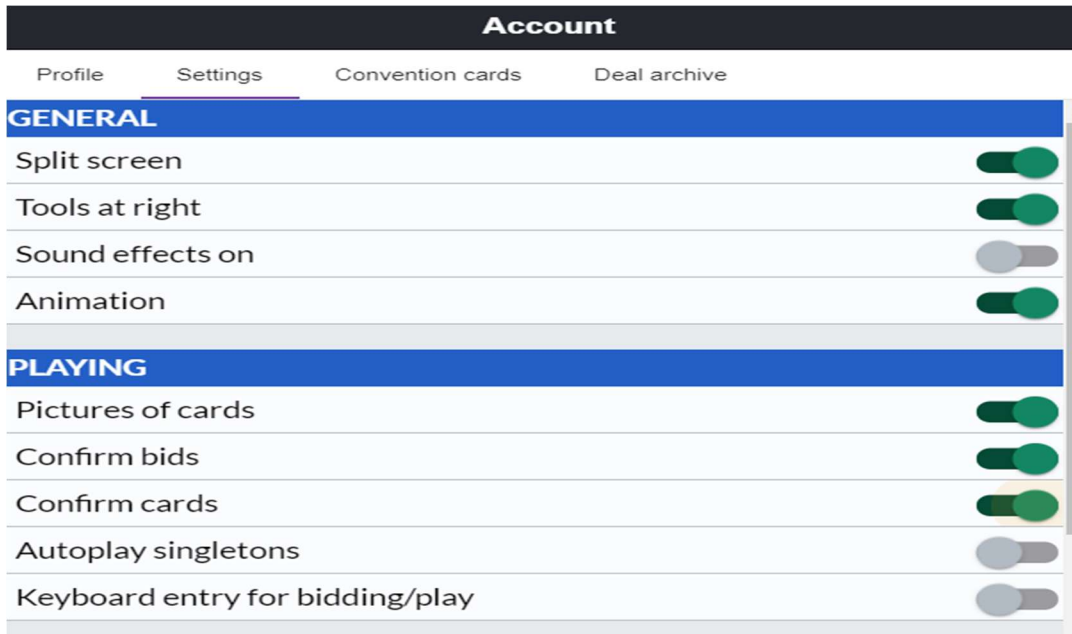 Account
Profile Settings Convention cards Deal archive
GENERAL
Split screen
Tools at right
Sound effects on
Animation
PLAYING
Pictures of cards
Confirm bids
Confirm cards
Autoplay singletons
Keyboard entry for bidding/play